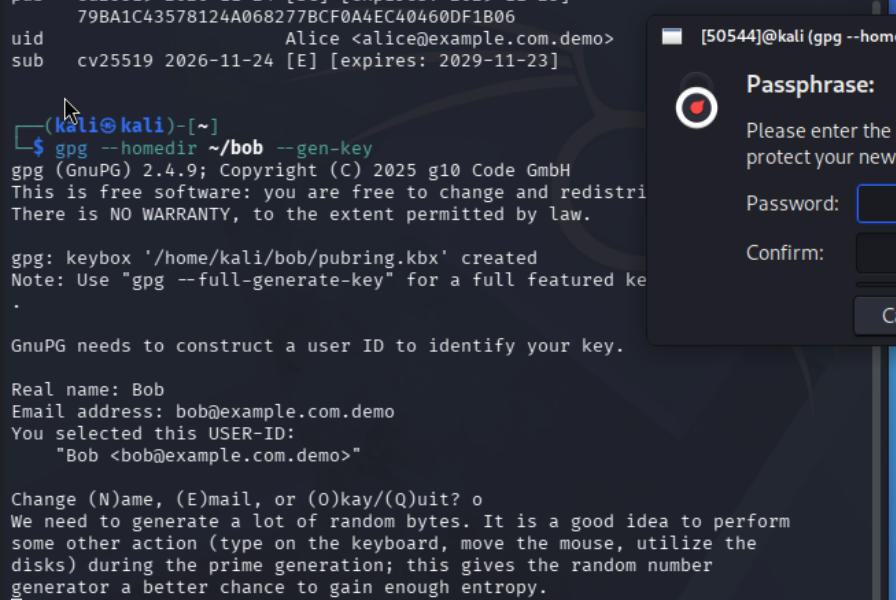 79BA1C43578124A068277BCF0A4EC40460DF1B06
uid                      Alice <alice@example.com.demo>
sub   cv25519 2026-11-24 [E] [expires: 2029-11-23]
┌──(kali㉿kali)-[~]
└─$ gpg --homedir ~/bob --gen-key
gpg (GnuPG) 2.4.9; Copyright (C) 2025 g10 Code GmbH
This is free software: you are free to change and redistri
There is NO WARRANTY, to the extent permitted by law.
gpg: keybox '/home/kali/bob/pubring.kbx' created
Note: Use "gpg --full-generate-key" for a full featured ke
.
GnuPG needs to construct a user ID to identify your key.
Real name: Bob
Email address: bob@example.com.demo
You selected this USER-ID:
    "Bob <bob@example.com.demo>"
Change (N)ame, (E)mail, or (O)kay/(Q)uit? o
We need to generate a lot of random bytes. It is a good idea to perform
some other action (type on the keyboard, move the mouse, utilize the
disks) during the prime generation; this gives the random number
generator a better chance to gain enough entropy.
[50544]@kali (gpg --home
Passphrase:
Please enter the
protect your new
Password:
Confirm: